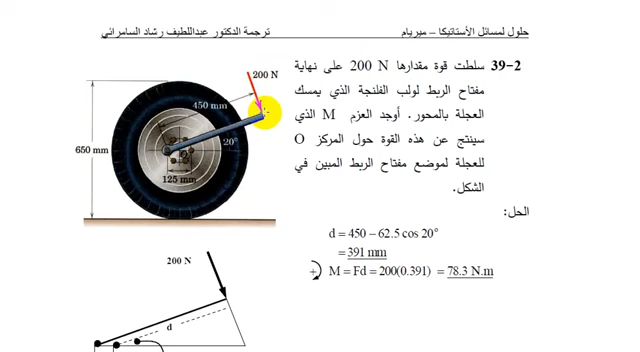 حلول لمسائل الأستاتيكا – ميريام
ترجمة الدكتور عبداللطيف رشاد السامرائي
39-2 سلطت قوة مقدارها 200 N على نهاية
مفتاح الربط لولب الفلنجة الذي يمسك
العجلة بالمحور. أوجد العزم M الذي
سينتج عن هذه القوة حول المركز O
للعجلة لموضع مفتاح الربط المبين في
الشكل.
200 N
450 mm
650 mm
20°
125 mm
الحل:
d = 450 – 62.5 cos 20°
= 391 mm
+ M = Fd = 200(0.391) = 78.3 N.m
200 N
d